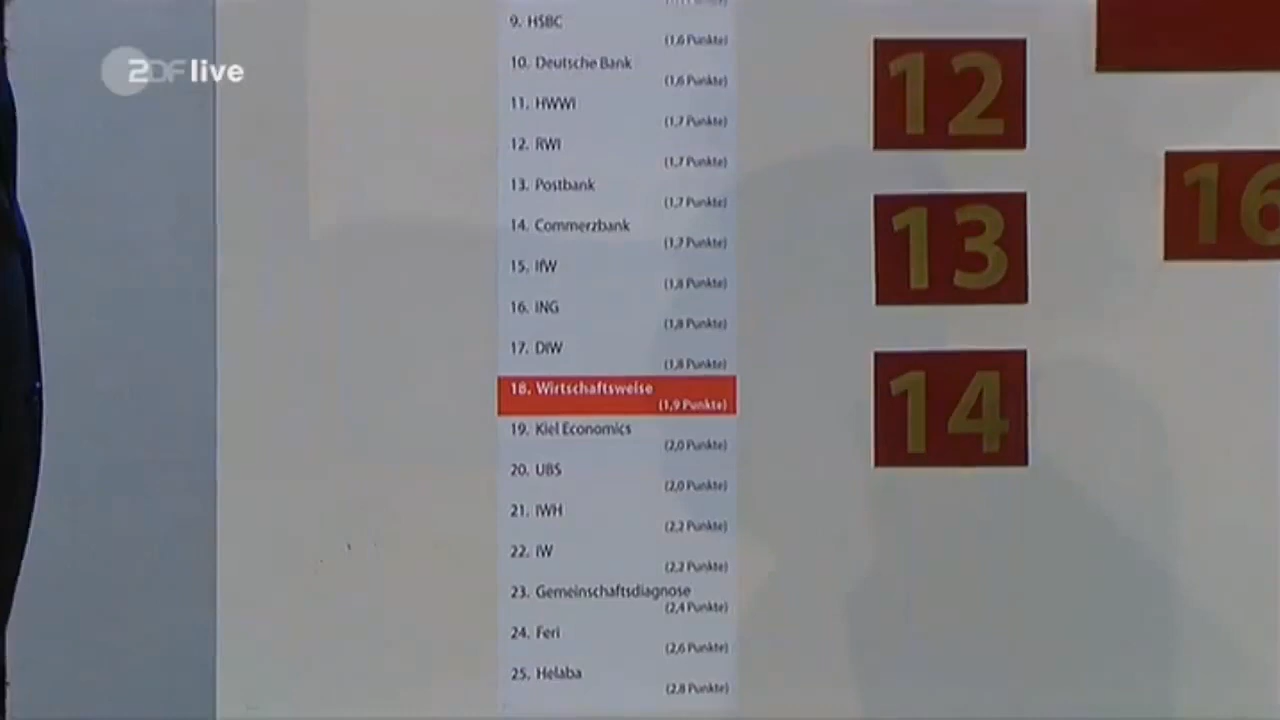 ZDFlive
9. HSBC
(1,6 Punkte)
10. Deutsche Bank
(1,6 Punkte)
11. HWWI
(1,7 Punkte)
12. RWI
(1,7 Punkte)
13. Postbank
(1,7 Punkte)
14. Commerzbank
(1,7 Punkte)
15. IfW
(1,8 Punkte)
16. ING
(1,8 Punkte)
17. DIW
(1,8 Punkte)
18. Wirtschaftsweise
(1,9 Punkte)
19. Kiel Economics
(2,0 Punkte)
20. UBS
(2,0 Punkte)
21. IWH
(2,2 Punkte)
22. IW
(2,2 Punkte)
23. Gemeinschaftsdiagnose
(2,4 Punkte)
24. Feri
(2,6 Punkte)
25. Helaba
(2,8 Punkte)
12
13
14
16